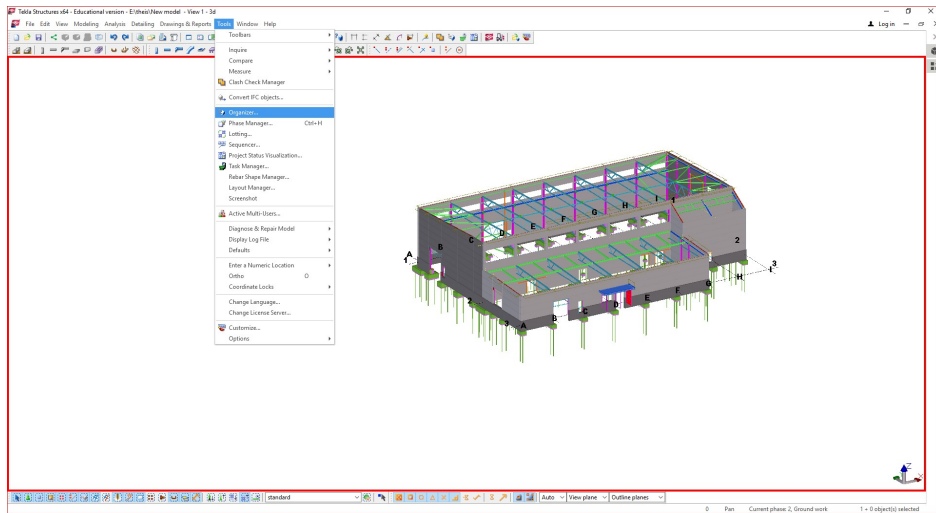 Tekla Structures x64 - Educational version - E:\theis\New model - View 1 - 3d
File Edit View Modeling Analysis Detailing Drawings & Reports Tools Window Help
Log in
Toolbars
Inquire
Compare
Measure
Clash Check Manager
Convert IFC objects...
Organizer...
Phase Manager... Ctrl+H
Lotting...
Sequencer...
Project Status Visualization...
Task Manager...
Rebar Shape Manager...
Layout Manager...
Screenshot
Active Multi-Users...
Diagnose & Repair Model
Display Log File
Defaults
Enter a Numeric Location
Ortho O
Coordinate Locks
Change Language...
Change License Server...
Customize...
Options
A B C D E F G H I 1
1 2
2 3
3 A B C D E F G H I
Z
standard Auto View plane Outline planes
0 Pan Current phase: 2, Ground work 1 + 0 object(s) selected